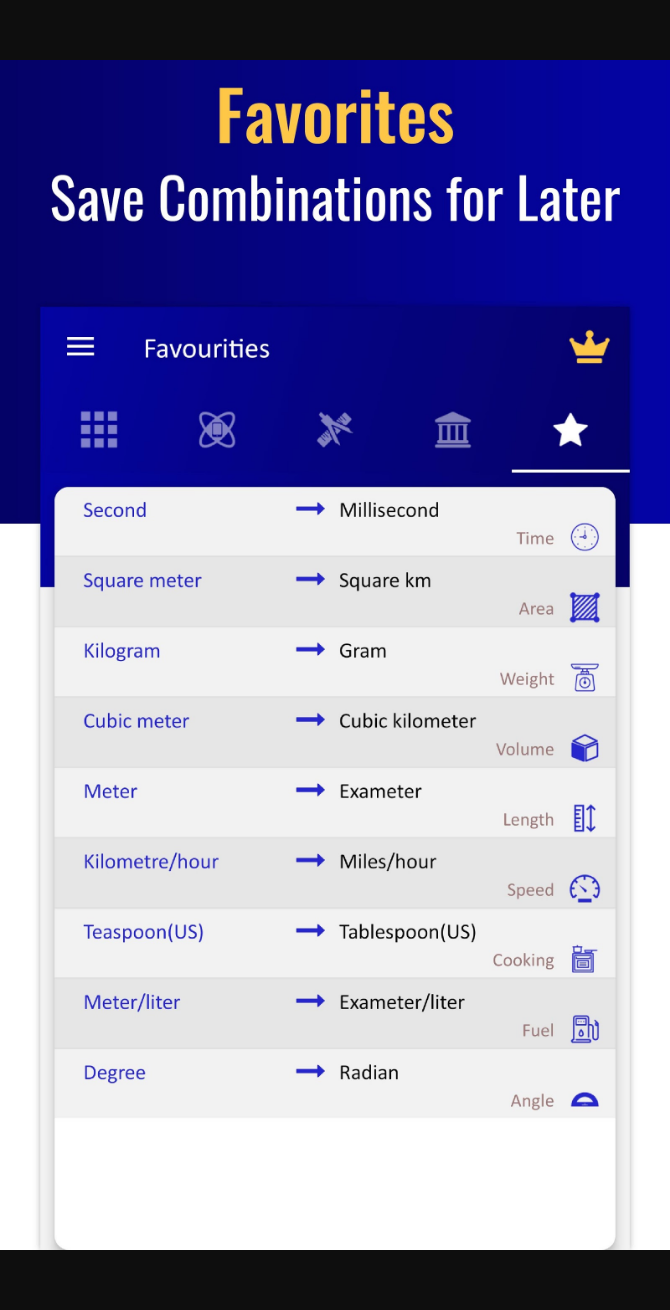 Favorites
Save Combinations for Later
Favourities
Second → Millisecond
Time
Square meter → Square km
Area
Kilogram → Gram
Weight
Cubic meter → Cubic kilometer
Volume
Meter → Exameter
Length
Kilometre/hour → Miles/hour
Speed
Teaspoon(US) → Tablespoon(US)
Cooking
Meter/liter → Exameter/liter
Fuel
Degree → Radian
Angle